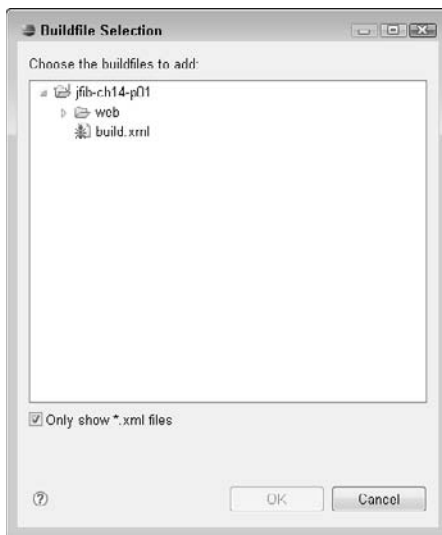 Buildfile Selection
Choose the buildfiles to add:
jfib-ch14-p01
web
build.xml
Only show *.xml files
OK
Cancel